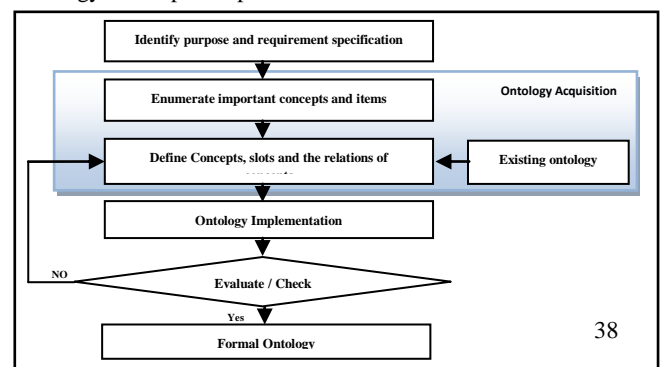 Identify purpose and requirement specification
Enumerate important concepts and items
Ontology Acquisition
Define Concepts, slots and the relations of
Existing ontology
Ontology Implementation
NO
Evaluate / Check
Yes
Formal Ontology
38